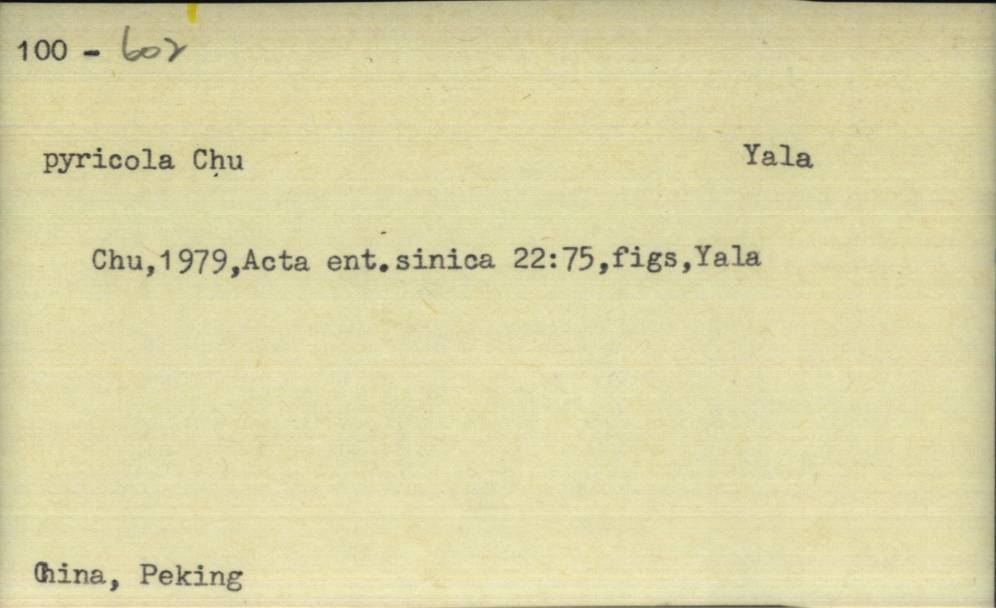 100 - 602
pyricola Chu Yala
Chu,1979,Acta ent.sinica 22:75,figs,Yala
China, Peking